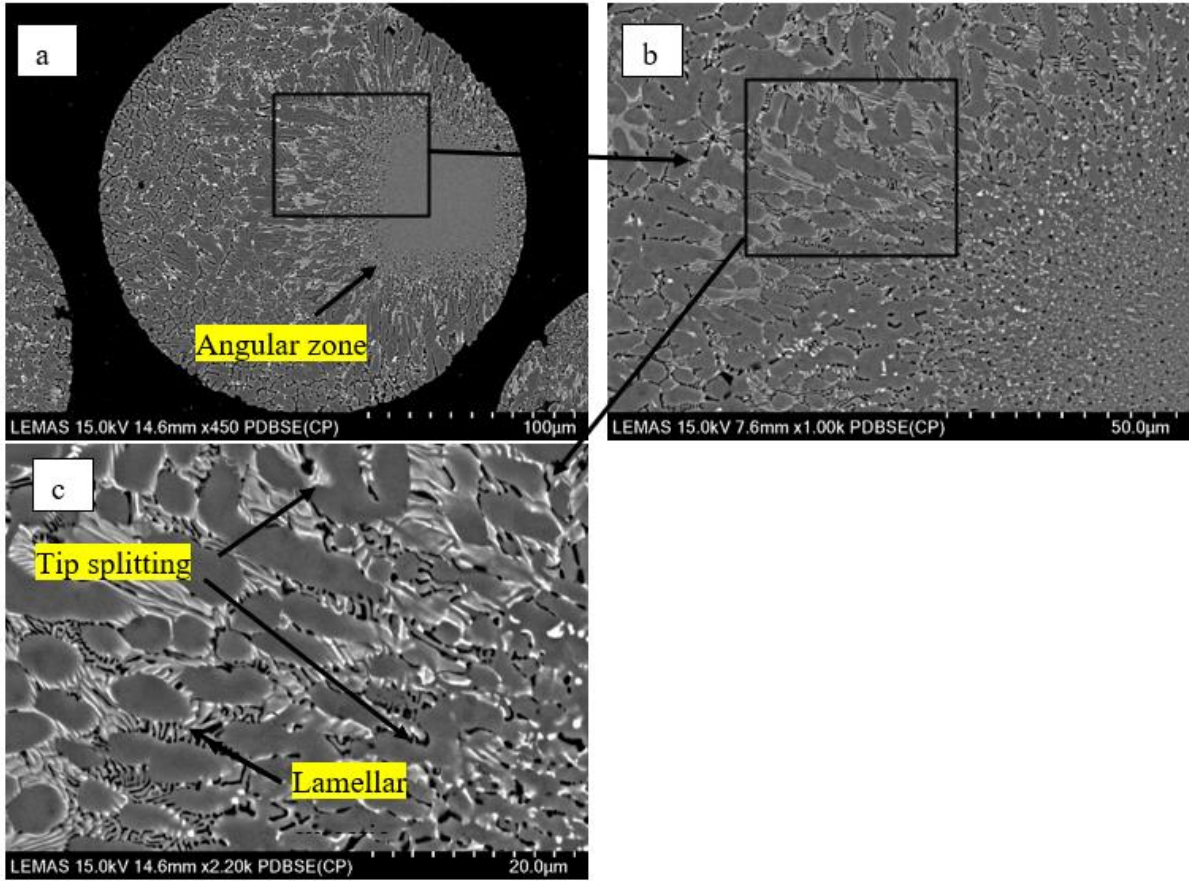 a
Angular zone
LEMAS 15.0kV 14.6mm x450 PDBSE(CP) 100µm
b
LEMAS 15.0kV 7.6mm x1.00k PDBSE(CP) 50.0µm
c
Tip splitting
Lamellar
LEMAS 15.0kV 14.6mm x2.20k PDBSE(CP) 20.0µm